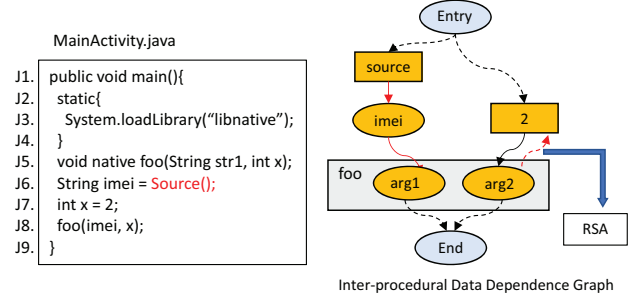 MainActivity.java
J1. public void main(){
J2. static{
J3. System.loadLibrary(“libnative”);
J4. }
J5. void native foo(String str1, int x);
J6. String imei = Source();
J7. int x = 2;
J8. foo(imei, x);
J9. }
Entry
source
imei
2
foo
arg1
arg2
RSA
End
Inter-procedural Data Dependence Graph